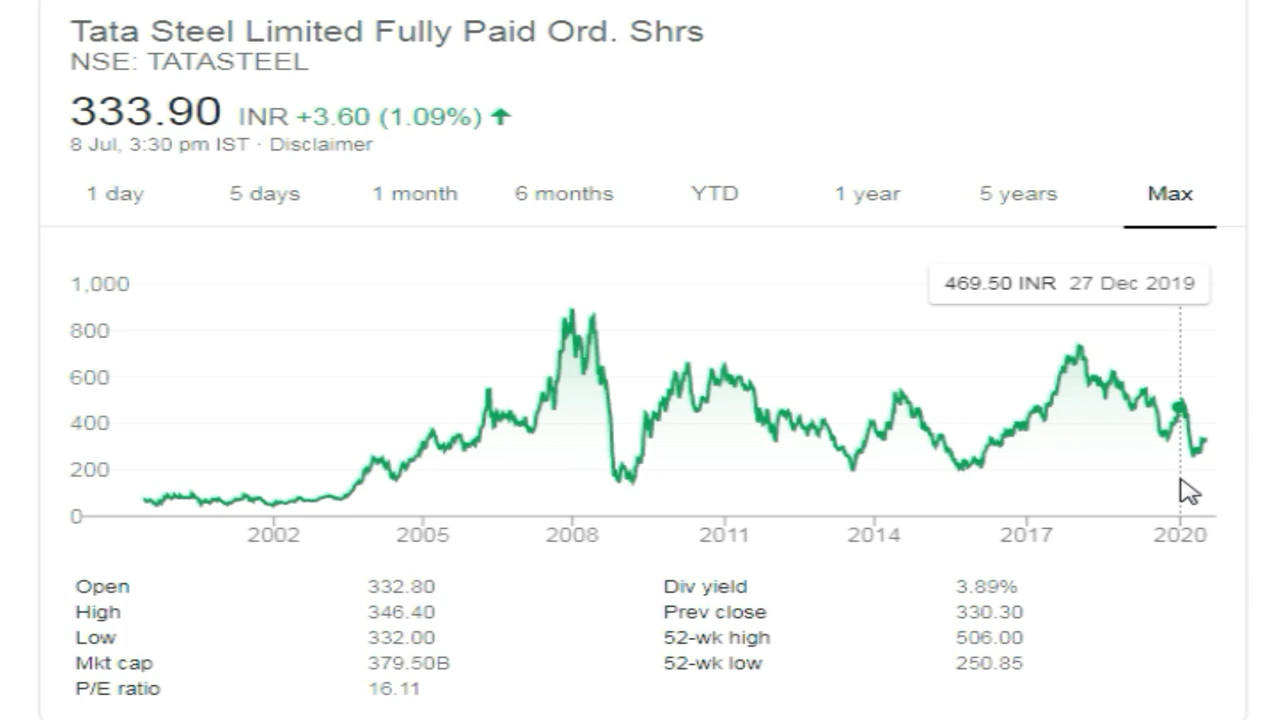 Tata Steel Limited Fully Paid Ord. Shrs
NSE: TATASTEEL
333.90 INR +3.60 (1.09%)
8 Jul, 3:30 pm IST · Disclaimer
1 day 5 days 1 month 6 months YTD 1 year 5 years Max
469.50 INR 27 Dec 2019
1,000
800
600
400
200
0
2002 2005 2008 2011 2014 2017 2020
Open 332.80 Div yield 3.89%
High 346.40 Prev close 330.30
Low 332.00 52-wk high 506.00
Mkt cap 379.50B 52-wk low 250.85
P/E ratio 16.11